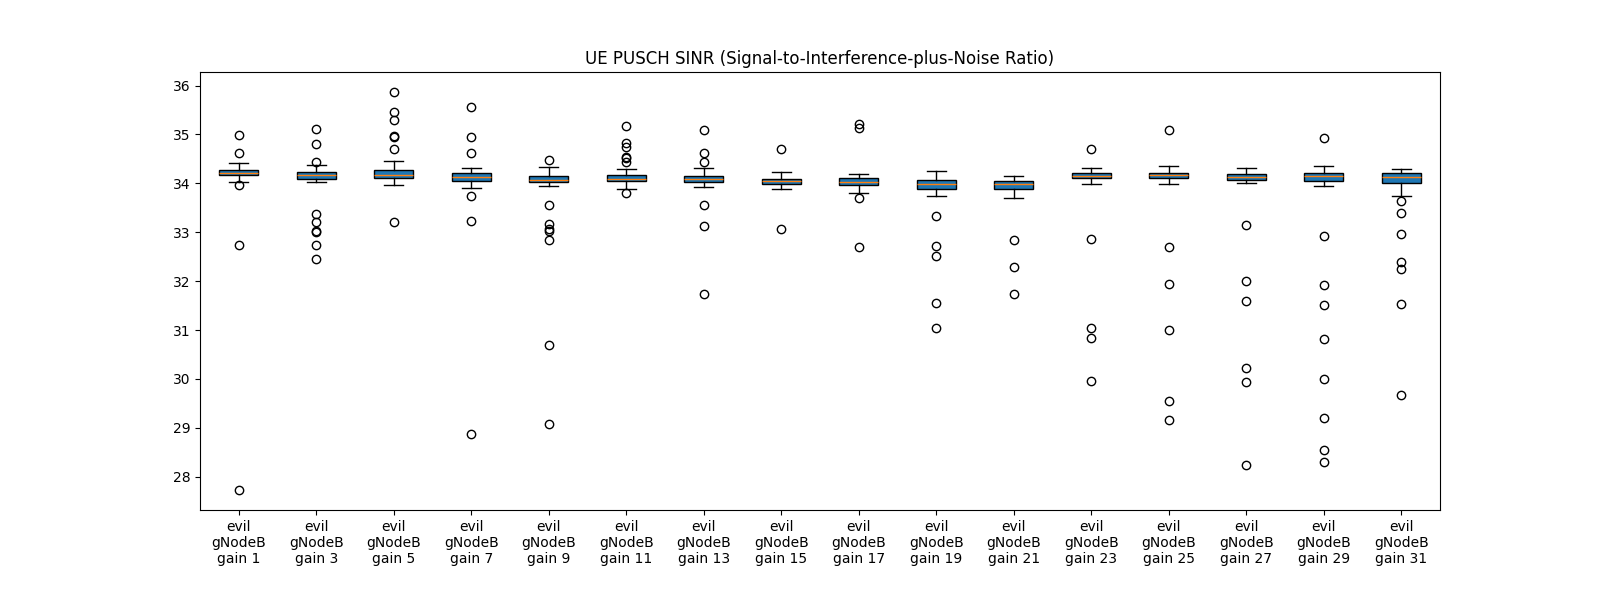 UE PUSCH SINR (Signal-to-Interference-plus-Noise Ratio)
36
35
34
33
32
31
30
29
28
evil gNodeB gain 1
evil gNodeB gain 3
evil gNodeB gain 5
evil gNodeB gain 7
evil gNodeB gain 9
evil gNodeB gain 11
evil gNodeB gain 13
evil gNodeB gain 15
evil gNodeB gain 17
evil gNodeB gain 19
evil gNodeB gain 21
evil gNodeB gain 23
evil gNodeB gain 25
evil gNodeB gain 27
evil gNodeB gain 29
evil gNodeB gain 31